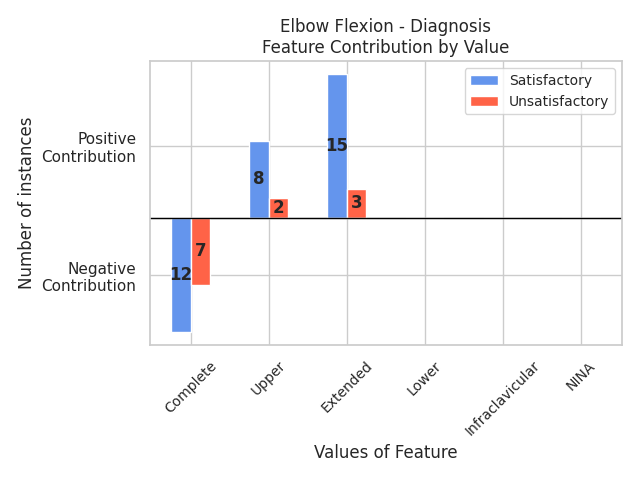 Elbow Flexion - Diagnosis
Feature Contribution by Value
Satisfactory
Unsatisfactory
Number of instances
Positive
Contribution
Negative
Contribution
12
7
8
2
15
3
Complete
Upper
Extended
Lower
Infraclavicular
NINA
Values of Feature